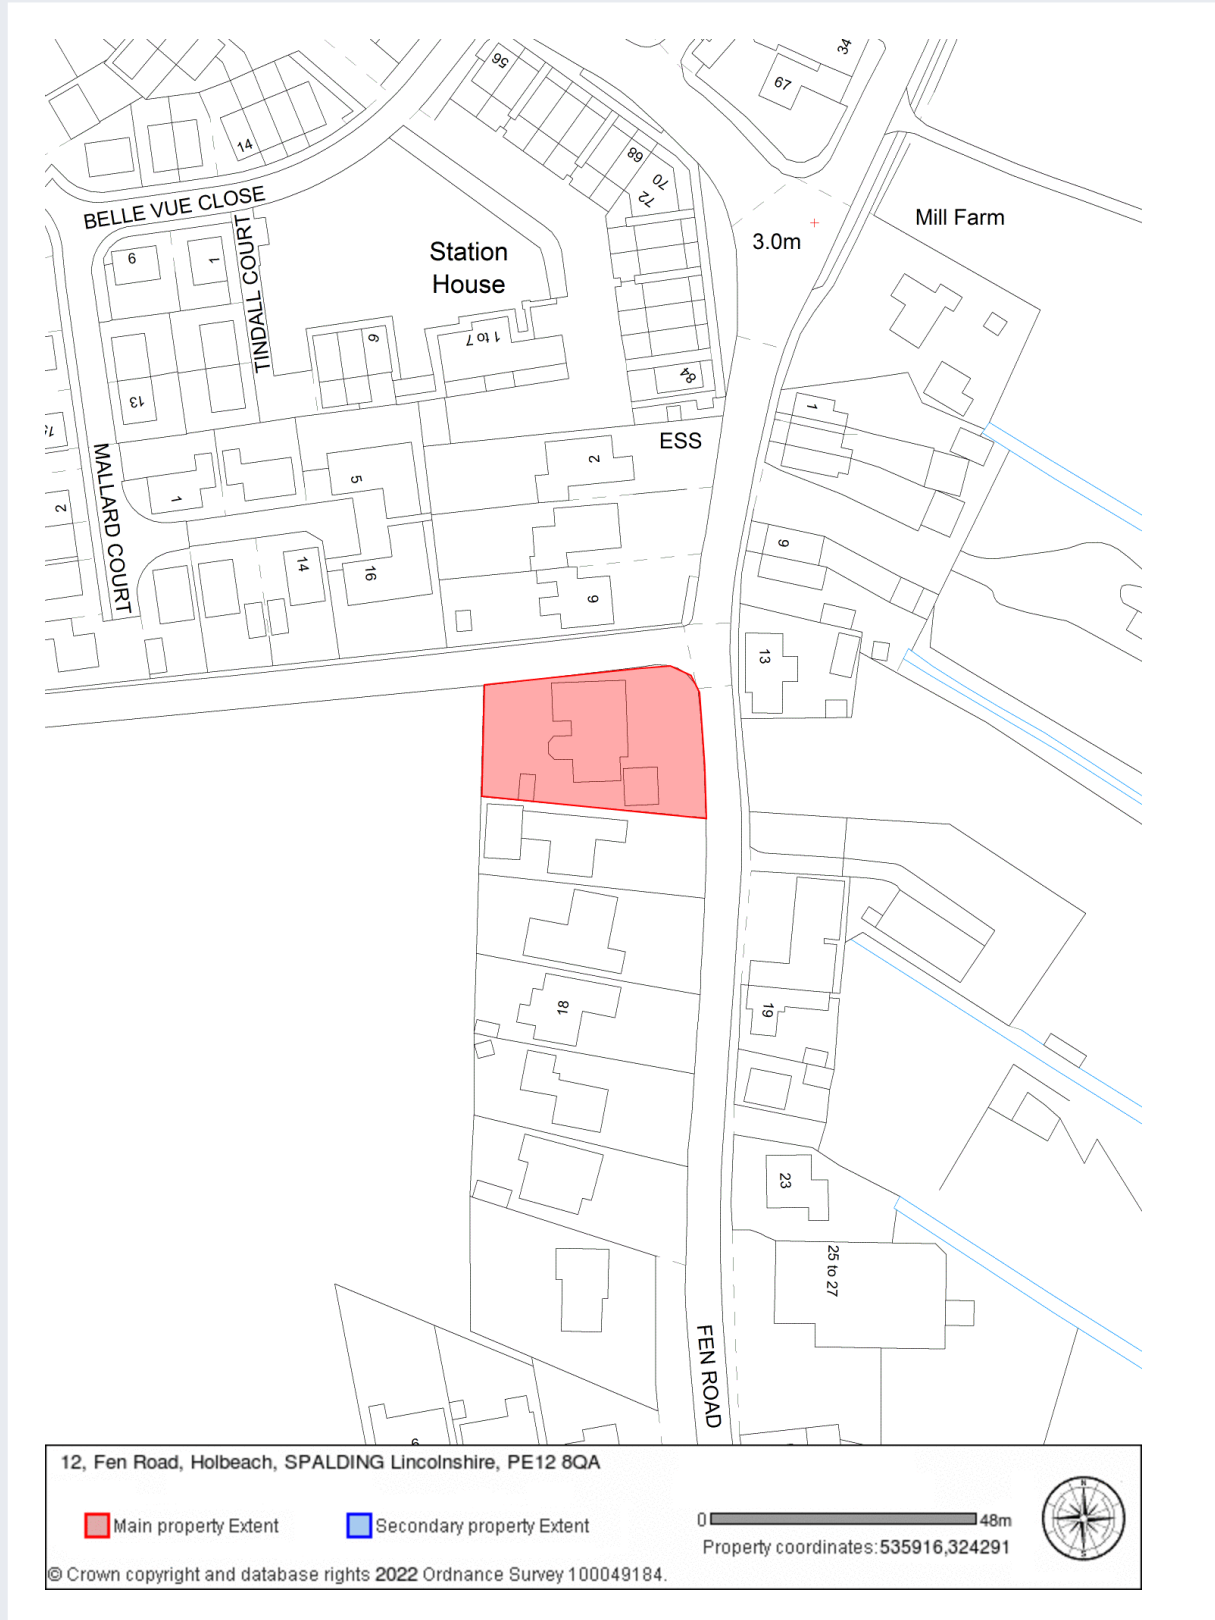 56
67
34
14
68
70
72
BELLE VUE CLOSE
TINDALL COURT
Station
House
3.0m
Mill Farm
9
1
9
1 to 7
13
84
1
ESS
2
5
1
2
MALLARD COURT
14
16
9
9
13
18
19
23
25 to 27
FEN ROAD
12, Fen Road, Holbeach, SPALDING Lincolnshire, PE12 8QA
Main property Extent
Secondary property Extent
0
48m
Property coordinates:535916,324291
N
S
© Crown copyright and database rights 2022 Ordnance Survey 100049184.